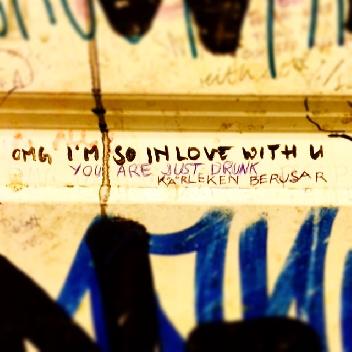 OMG I'M SO IN LOVE WITH U
YOU ARE JUST DRUNK
KÄRLEKEN BERUSAR